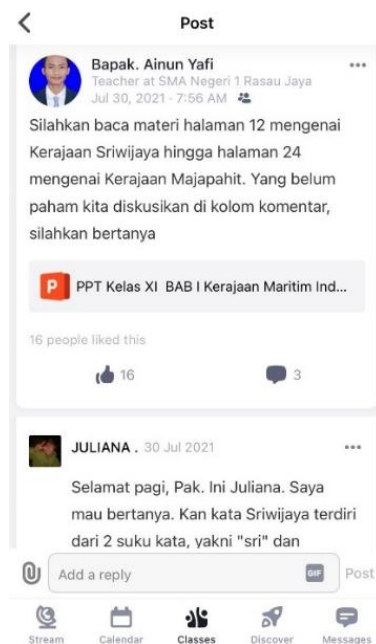 Post
Bapak. Ainun Yafi
Teacher at SMA Negeri 1 Rasau Jaya
Jul 30, 2021 - 7:56 AM
Silahkan baca materi halaman 12 mengenai
Kerajaan Sriwijaya hingga halaman 24
mengenai Kerajaan Majapahit. Yang belum
paham kita diskusikan di kolom komentar,
silahkan bertanya
P PPT Kelas XI BAB I Kerajaan Maritim Ind...
16 people liked this
16 3
JULIANA . 30 Jul 2021
Selamat pagi, Pak. Ini Juliana. Saya
mau bertanya. Kan kata Sriwijaya terdiri
dari 2 suku kata, yakni "sri" dan
Add a reply GIF Post
Stream Calendar Classes Discover Messages